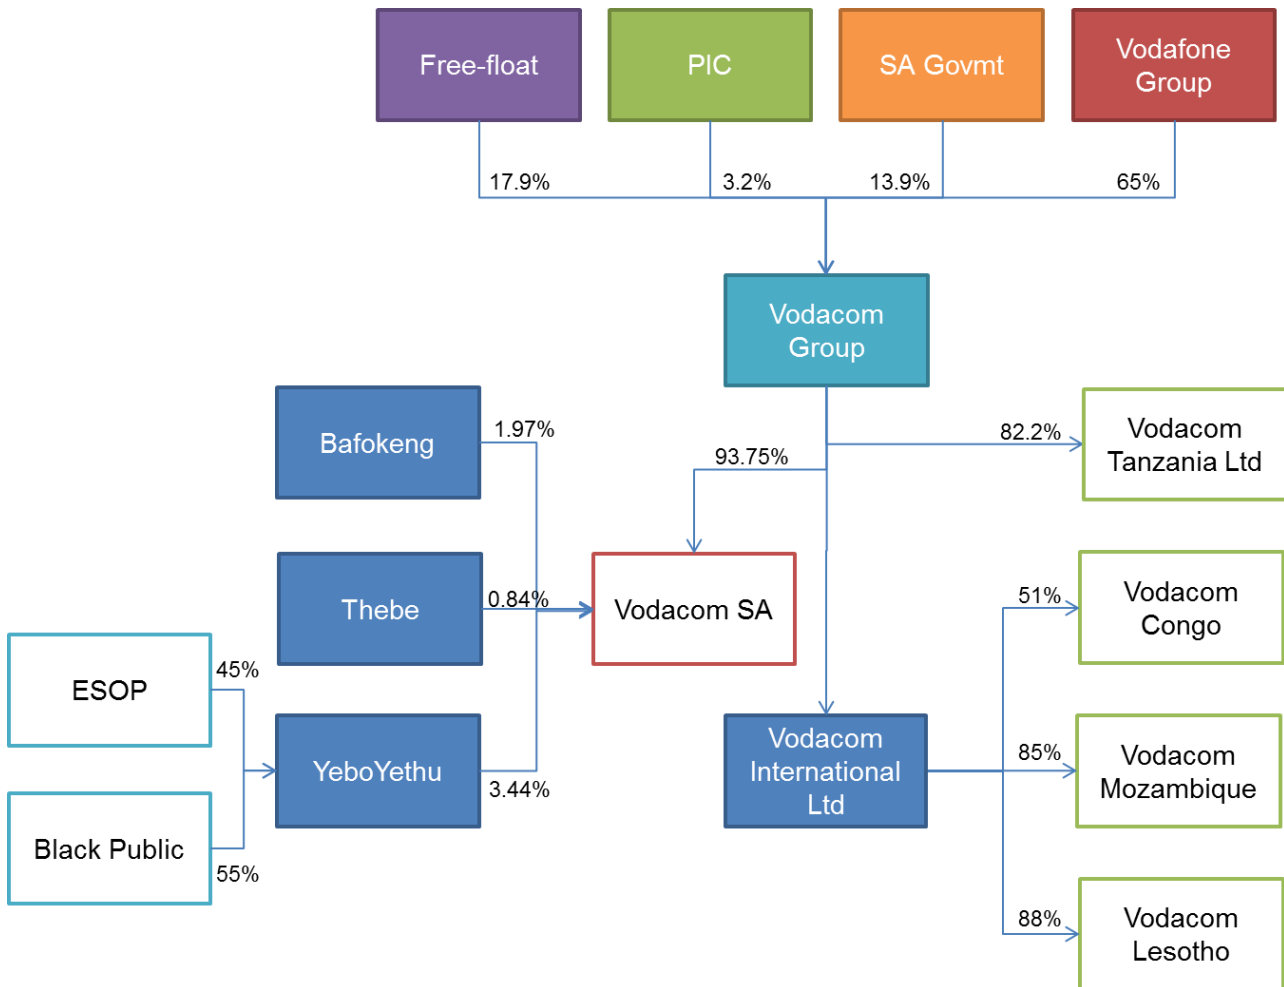 Free-float
PIC
SA Govmt
Vodafone
Group
17.9%
3.2%
13.9%
65%
Vodacom
Group
Bafokeng
1.97%
93.75%
82.2%
Vodacom
Tanzania Ltd
Thebe
0.84%
Vodacom SA
51%
Vodacom
Congo
ESOP
45%
YeboYethu
3.44%
Vodacom
International
Ltd
85%
Vodacom
Mozambique
Black Public
55%
88%
Vodacom
Lesotho